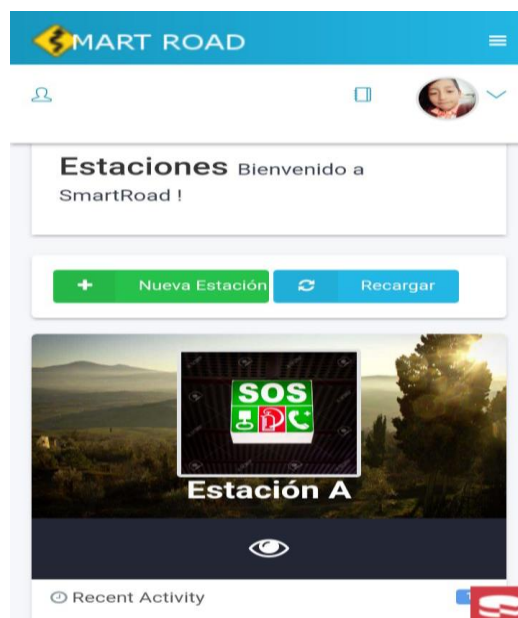 SMART ROAD
Estaciones Bienvenido a
SmartRoad !
Nueva Estación
Recargar
SOS
Estación A
Recent Activity